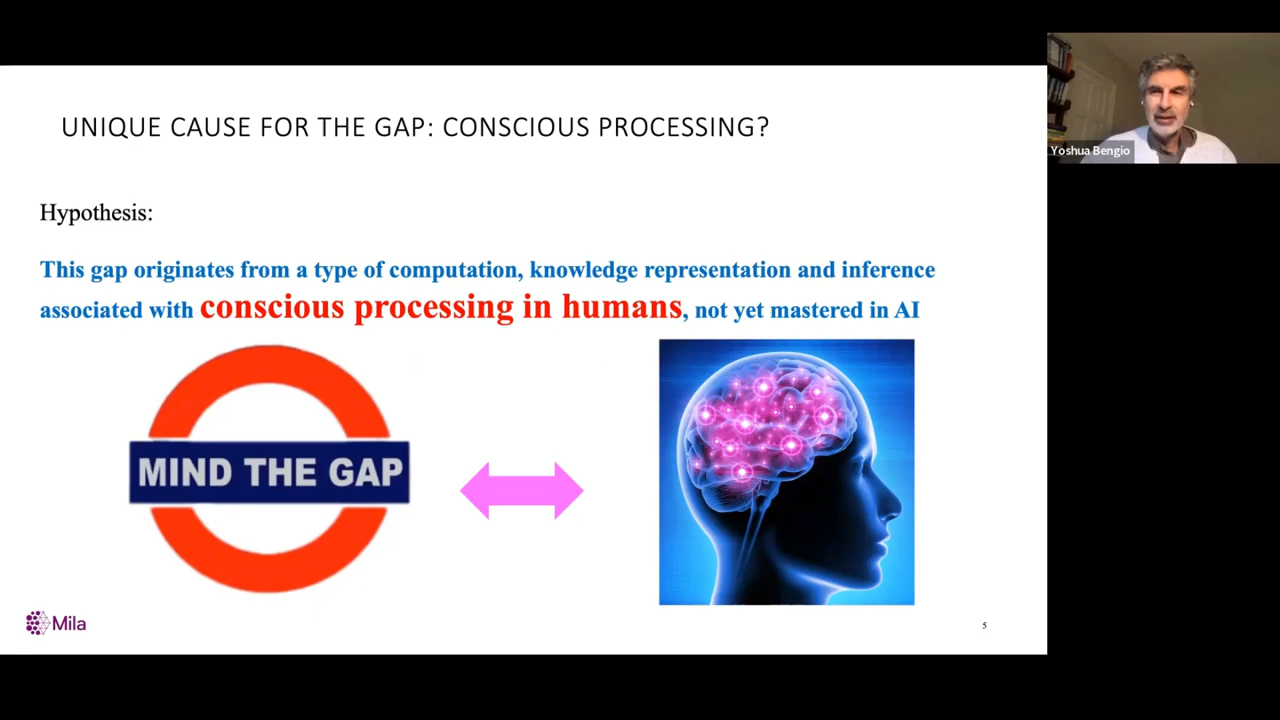 UNIQUE CAUSE FOR THE GAP: CONSCIOUS PROCESSING?
Yoshua Bengio
Hypothesis:
This gap originates from a type of computation, knowledge representation and inference
associated with conscious processing in humans, not yet mastered in AI
MIND THE GAP
Mila
5